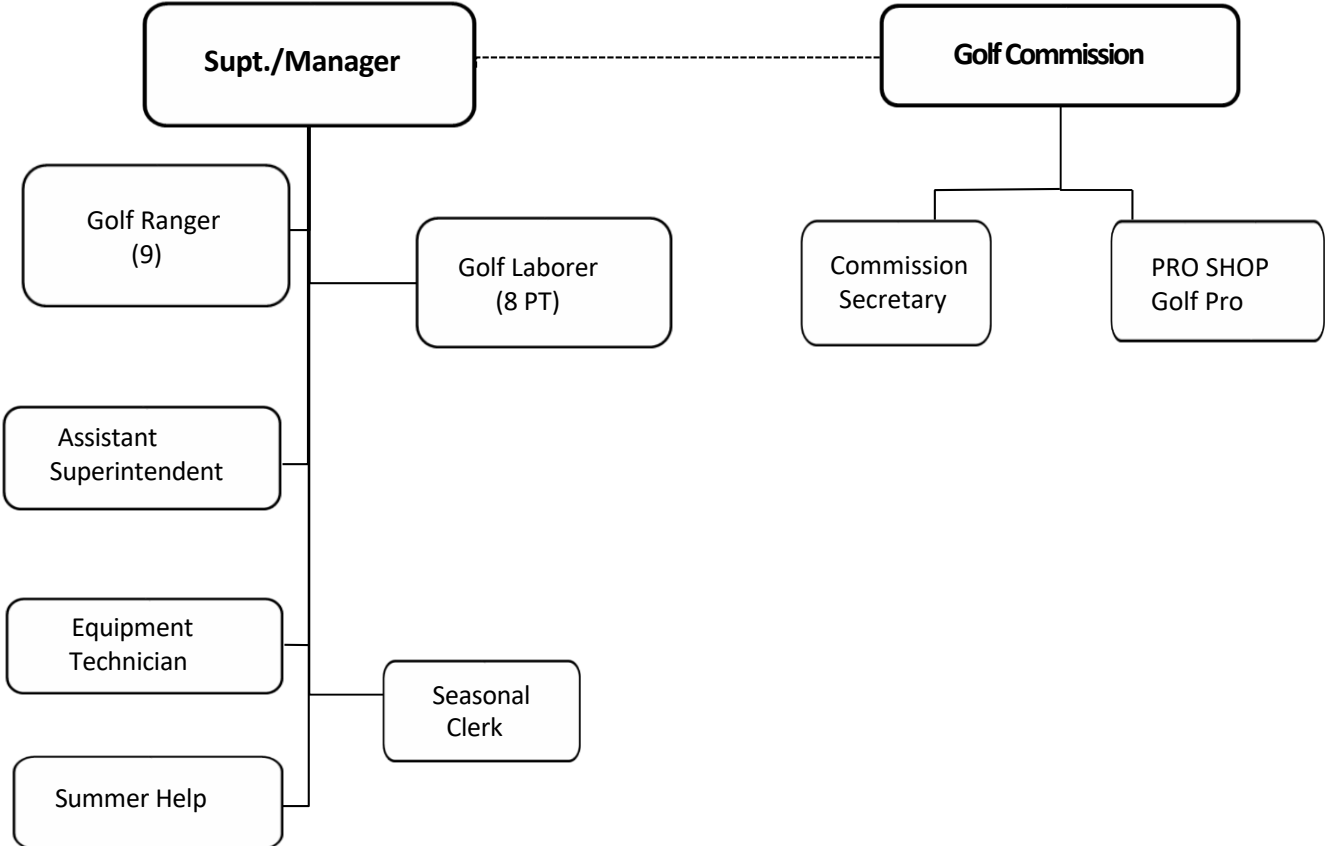 Supt./Manager
Golf Commission
Golf Ranger
(9)
Golf Laborer
(8 PT)
Commission
Secretary
PRO SHOP
Golf Pro
Assistant
Superintendent
Equipment
Technician
Seasonal
Clerk
Summer Help